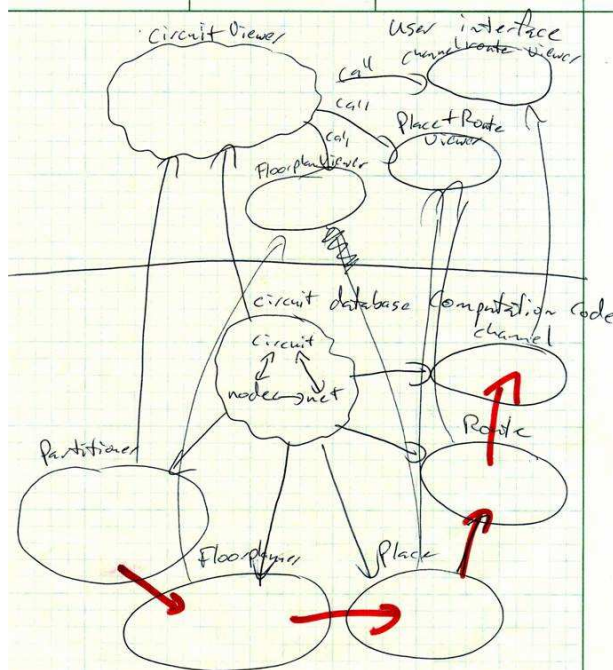 Circuit Viewer
User interface
channel route viewer
call
call
Place + Route
Viewer
call
Floorplan Viewer
circuit database
Computation Code
channel
circuit
node
net
Route
Partitioner
Floorplanner
Place